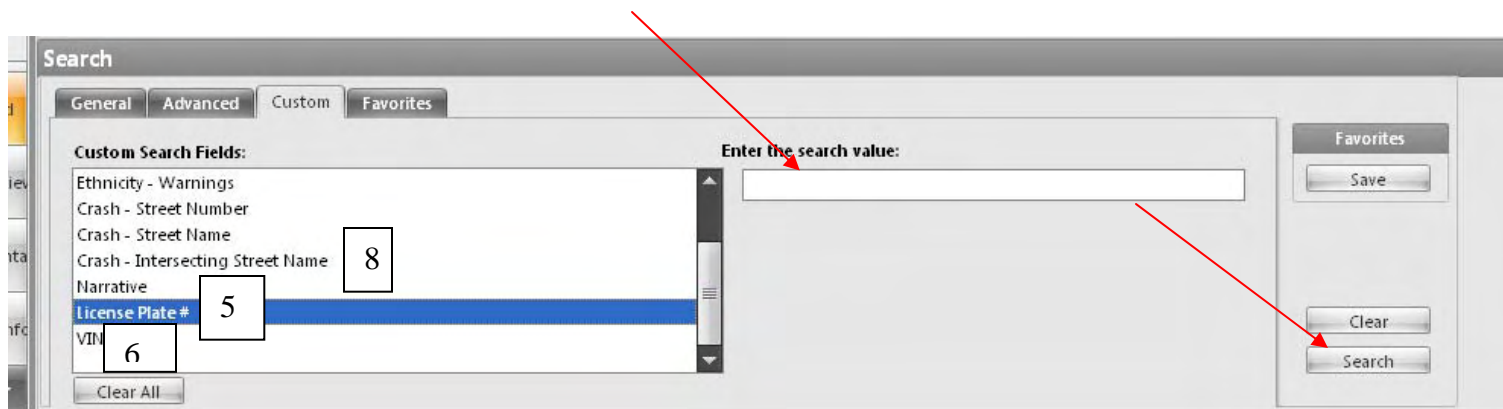 Search
General Advanced Custom Favorites
Custom Search Fields:
Enter the search value:
Ethnicity - Warnings
Crash - Street Number
Crash - Street Name
Crash - Intersecting Street Name
8
Narrative
License Plate #
5
VIN
6
Clear All
Favorites
Save
Clear
Search